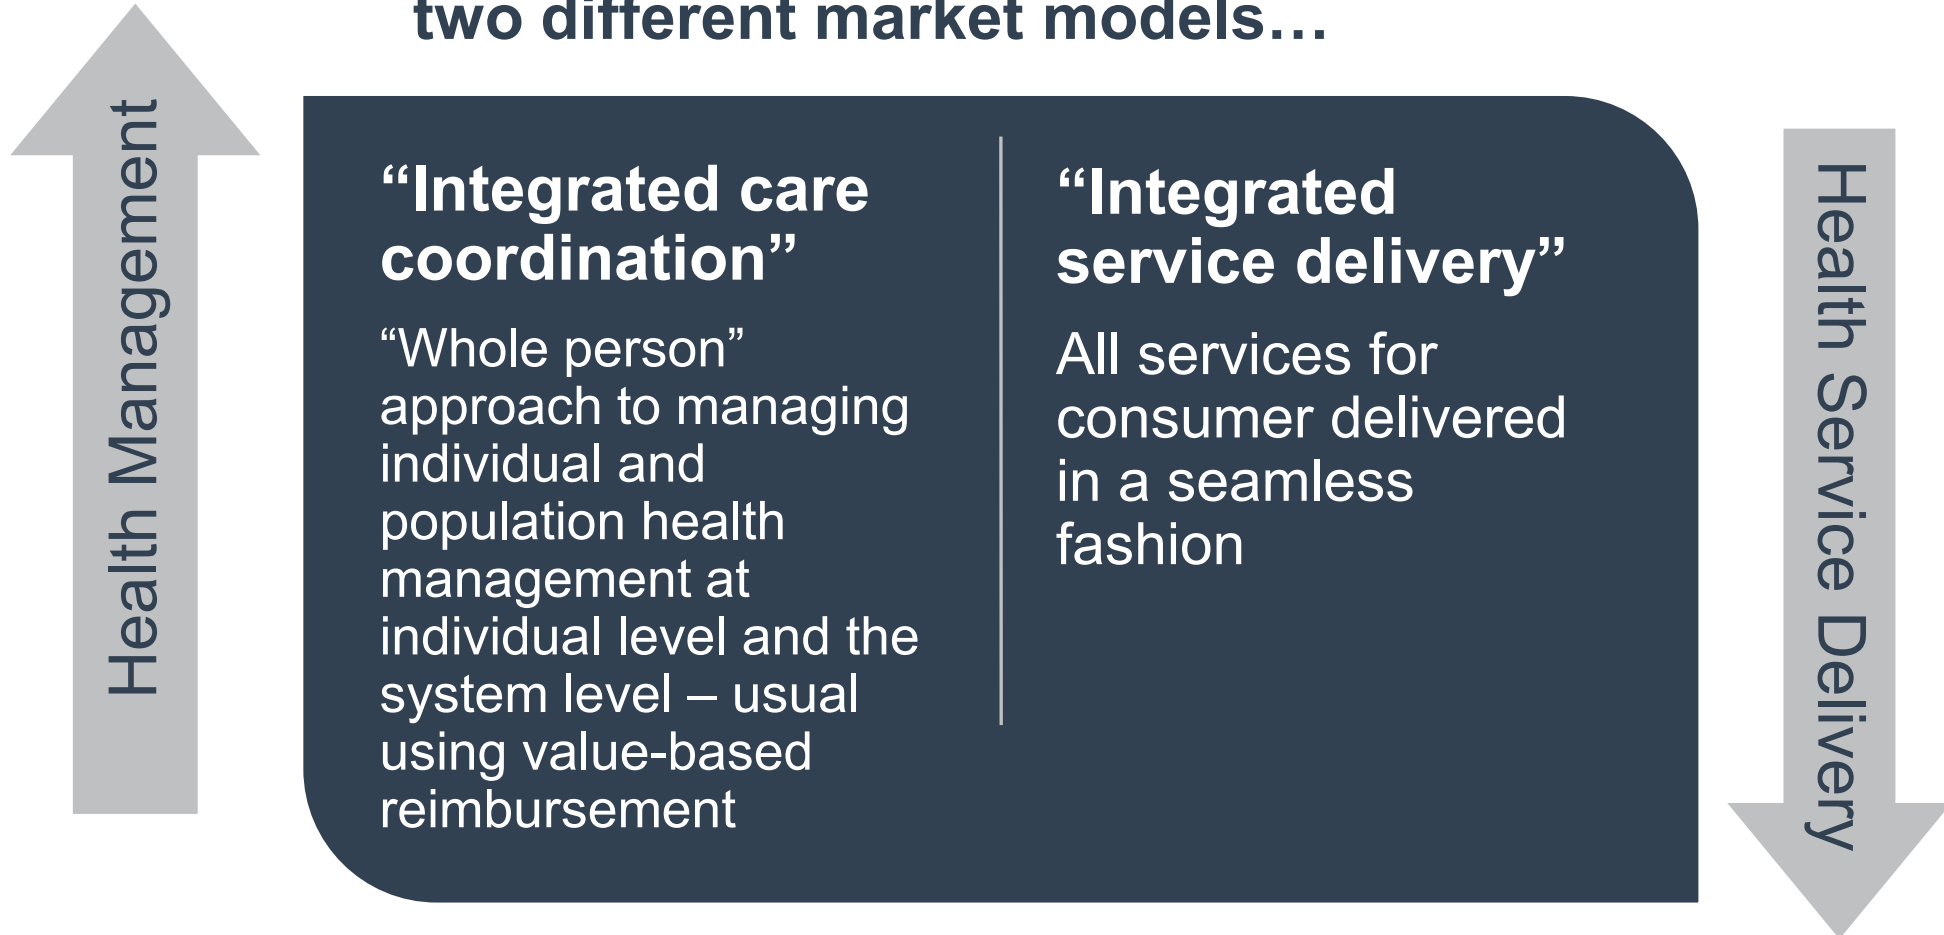 two different market models…
Health Management
“Integrated care
coordination”
“Whole person”
approach to managing
individual and
population health
management at
individual level and the
system level – usual
using value-based
reimbursement
“Integrated
service delivery”
All services for
consumer delivered
in a seamless
fashion
Health Service Delivery